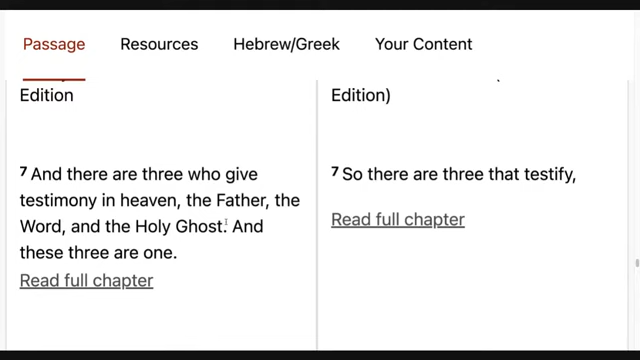 Passage Resources Hebrew/Greek Your Content
Edition
7 And there are three who give
testimony in heaven, the Father, the
Word, and the Holy Ghost. And
these three are one.
Read full chapter
Edition)
7 So there are three that testify,
Read full chapter